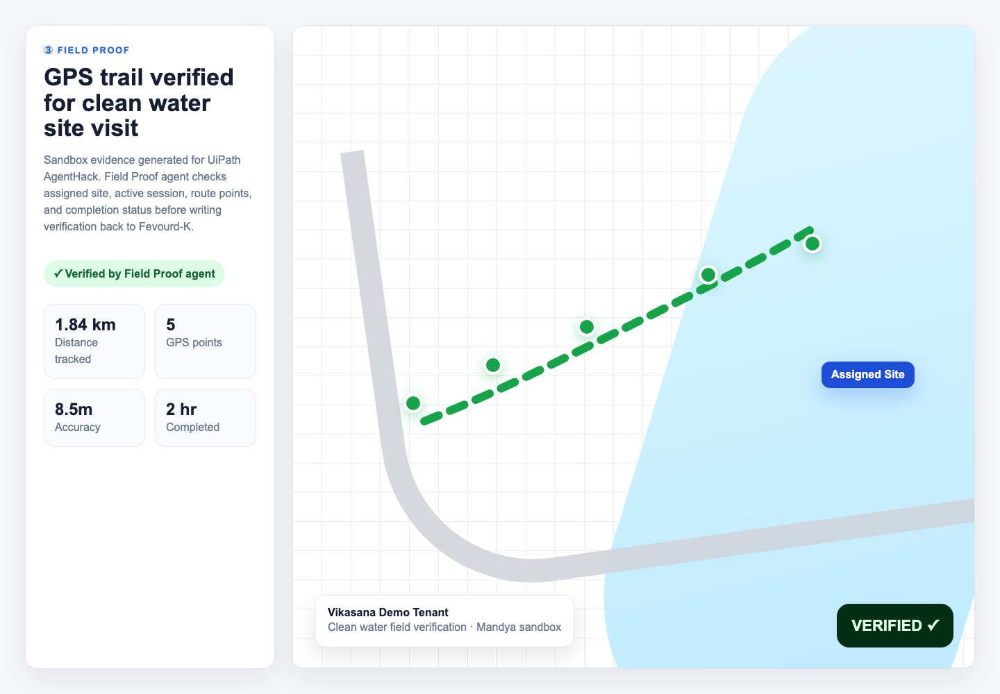 ③ FIELD PROOF
GPS trail verified
for clean water
site visit
Sandbox evidence generated for UiPath
AgentHack. Field Proof agent checks
assigned site, active session, route points,
and completion status before writing
verification back to Fevourd-K.
✓ Verified by Field Proof agent
1.84 km
Distance
tracked
5
GPS points
8.5m
Accuracy
2 hr
Completed
Assigned Site
Vikasana Demo Tenant
Clean water field verification · Mandya sandbox
VERIFIED ✓